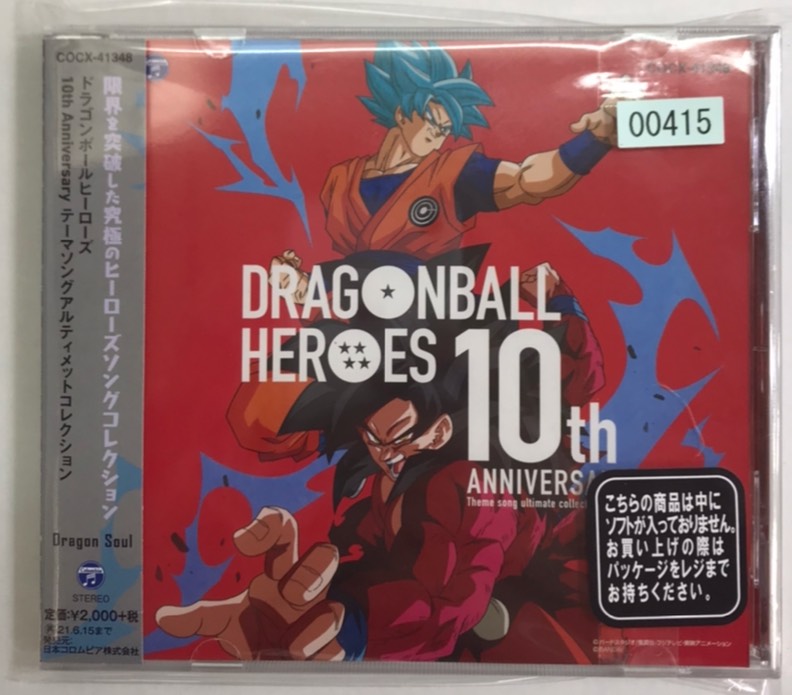 COCX-41348
限界を突破した究極のヒーローズソングコレクション
ドラゴンボールヒーローズ
10th Anniversary テーマソングアルティメットコレクション
Dragon Soul
Columbia
STEREO
定価:¥2,000+税
日本コロムビア株式会社
00415
DRAGONBALL
HEROES 10th
ANNIVERSA
Theme song ultimate collect
こちらの商品は中に
ソフトが入っておりません。
お買い上げの際は
パッケージをレジまで
お持ちください。